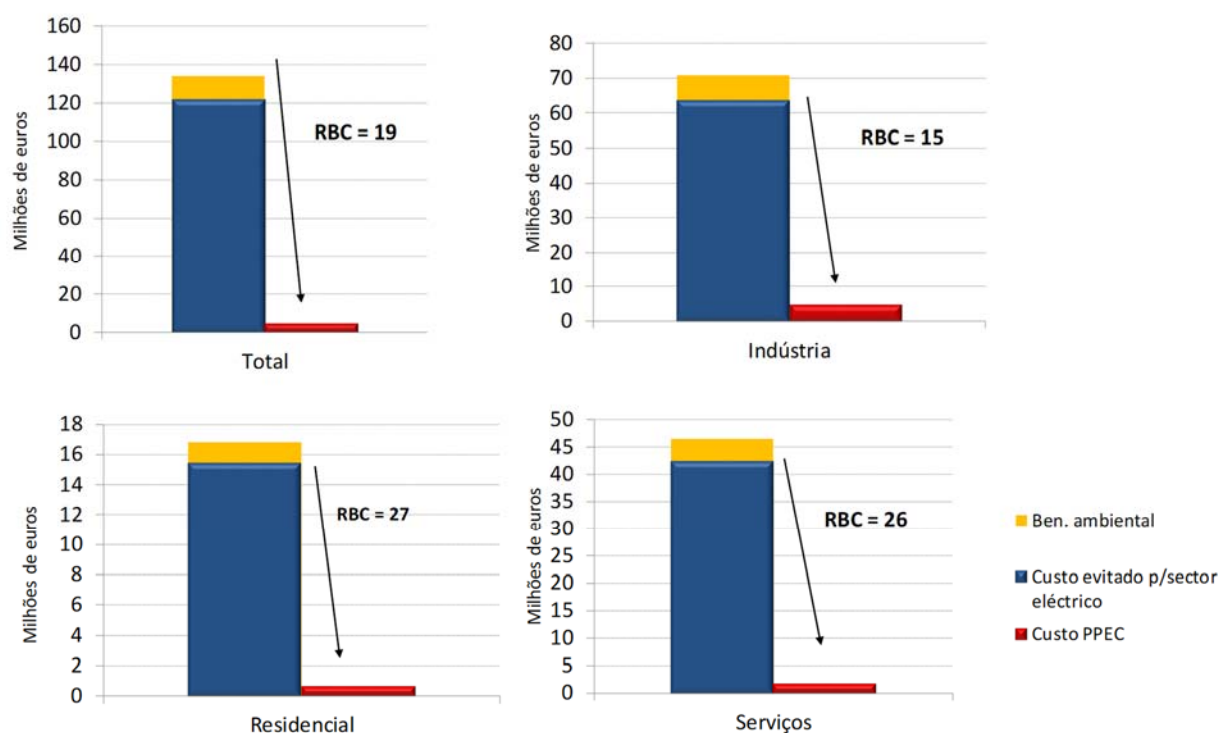 160
140
120
100
80
60
40
20
0
Milhões de euros
RBC = 19
Total
80
70
60
50
40
30
20
10
0
Milhões de euros
RBC = 15
Indústria
18
16
14
12
10
8
6
4
2
0
Milhões de euros
RBC = 27
Residencial
50
45
40
35
30
25
20
15
10
5
0
Milhões de euros
RBC = 26
Serviços
Ben. ambiental
Custo evitado p/sector
eléctrico
Custo PPEC